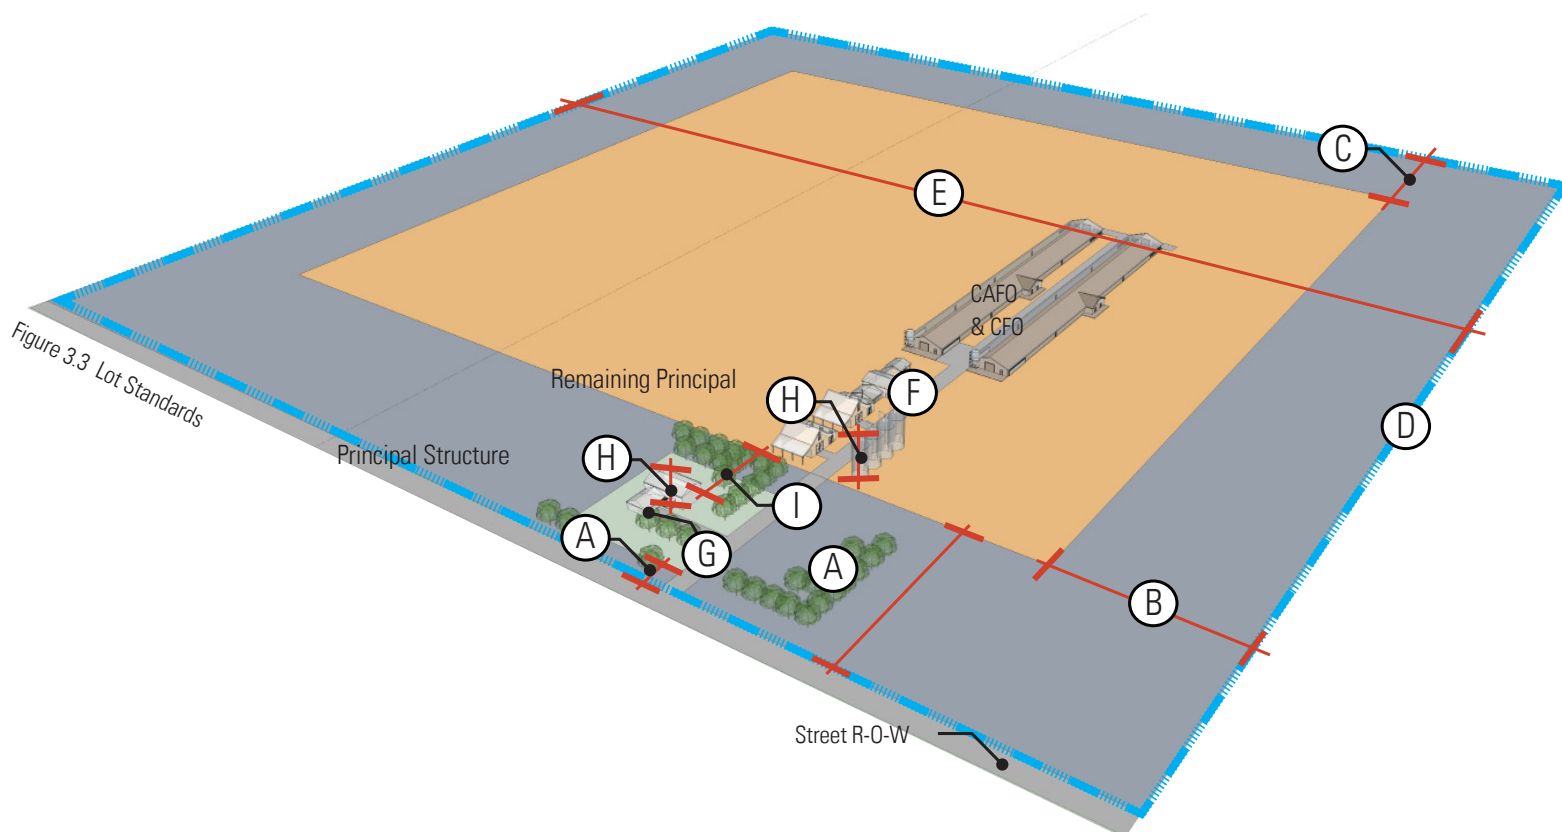 C
E
CAFO
& CFO
Figure 3.3 Lot Standards
Remaining Principal
H
F
D
Principal Structure
H
I
A
G
A
B
Street R-O-W